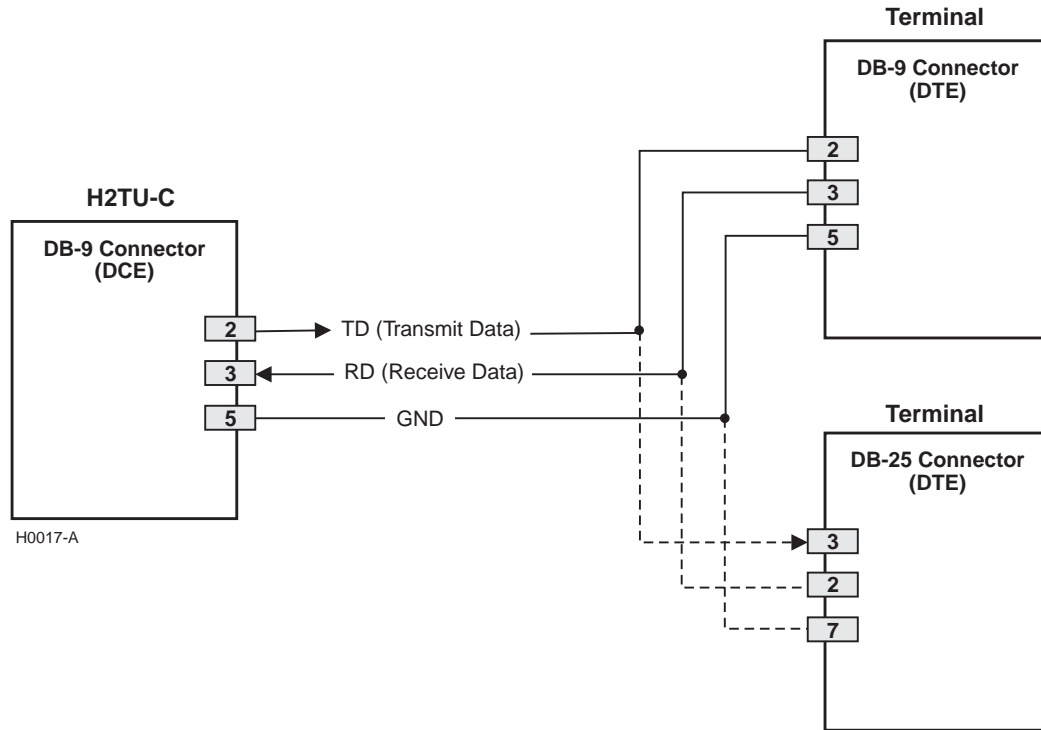 Terminal
DB-9 Connector
(DTE)
2
3
5
H2TU-C
DB-9 Connector
(DCE)
2
TD (Transmit Data)
3
RD (Receive Data)
5
GND
H0017-A
Terminal
DB-25 Connector
(DTE)
3
2
7